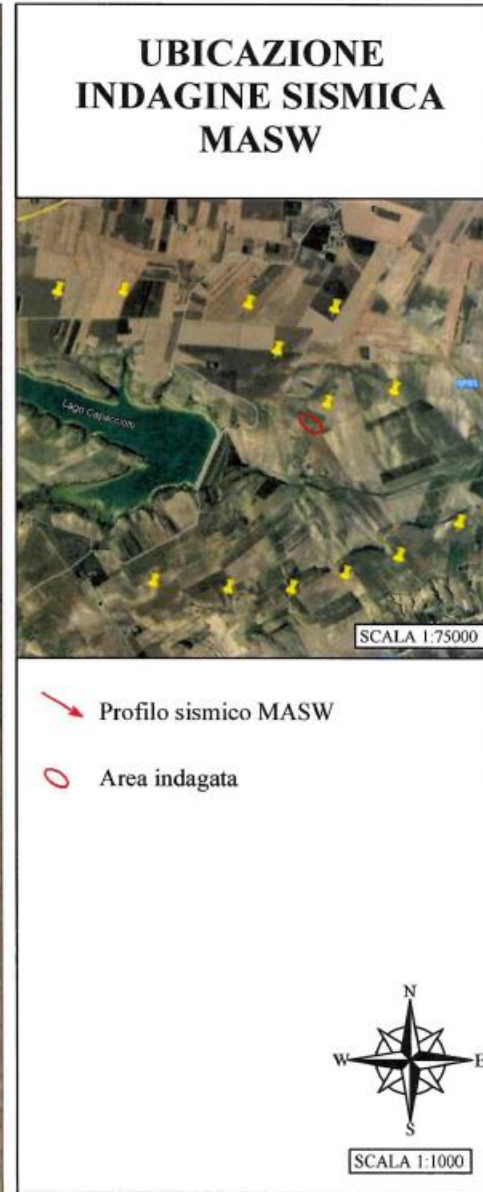 UBICAZIONE
INDAGINE SISMICA
MASW
Lago Capacciotti
SCALA 1:75000
Profilo sismico MASW
Area indagata
N
W
E
S
SCALA 1:1000